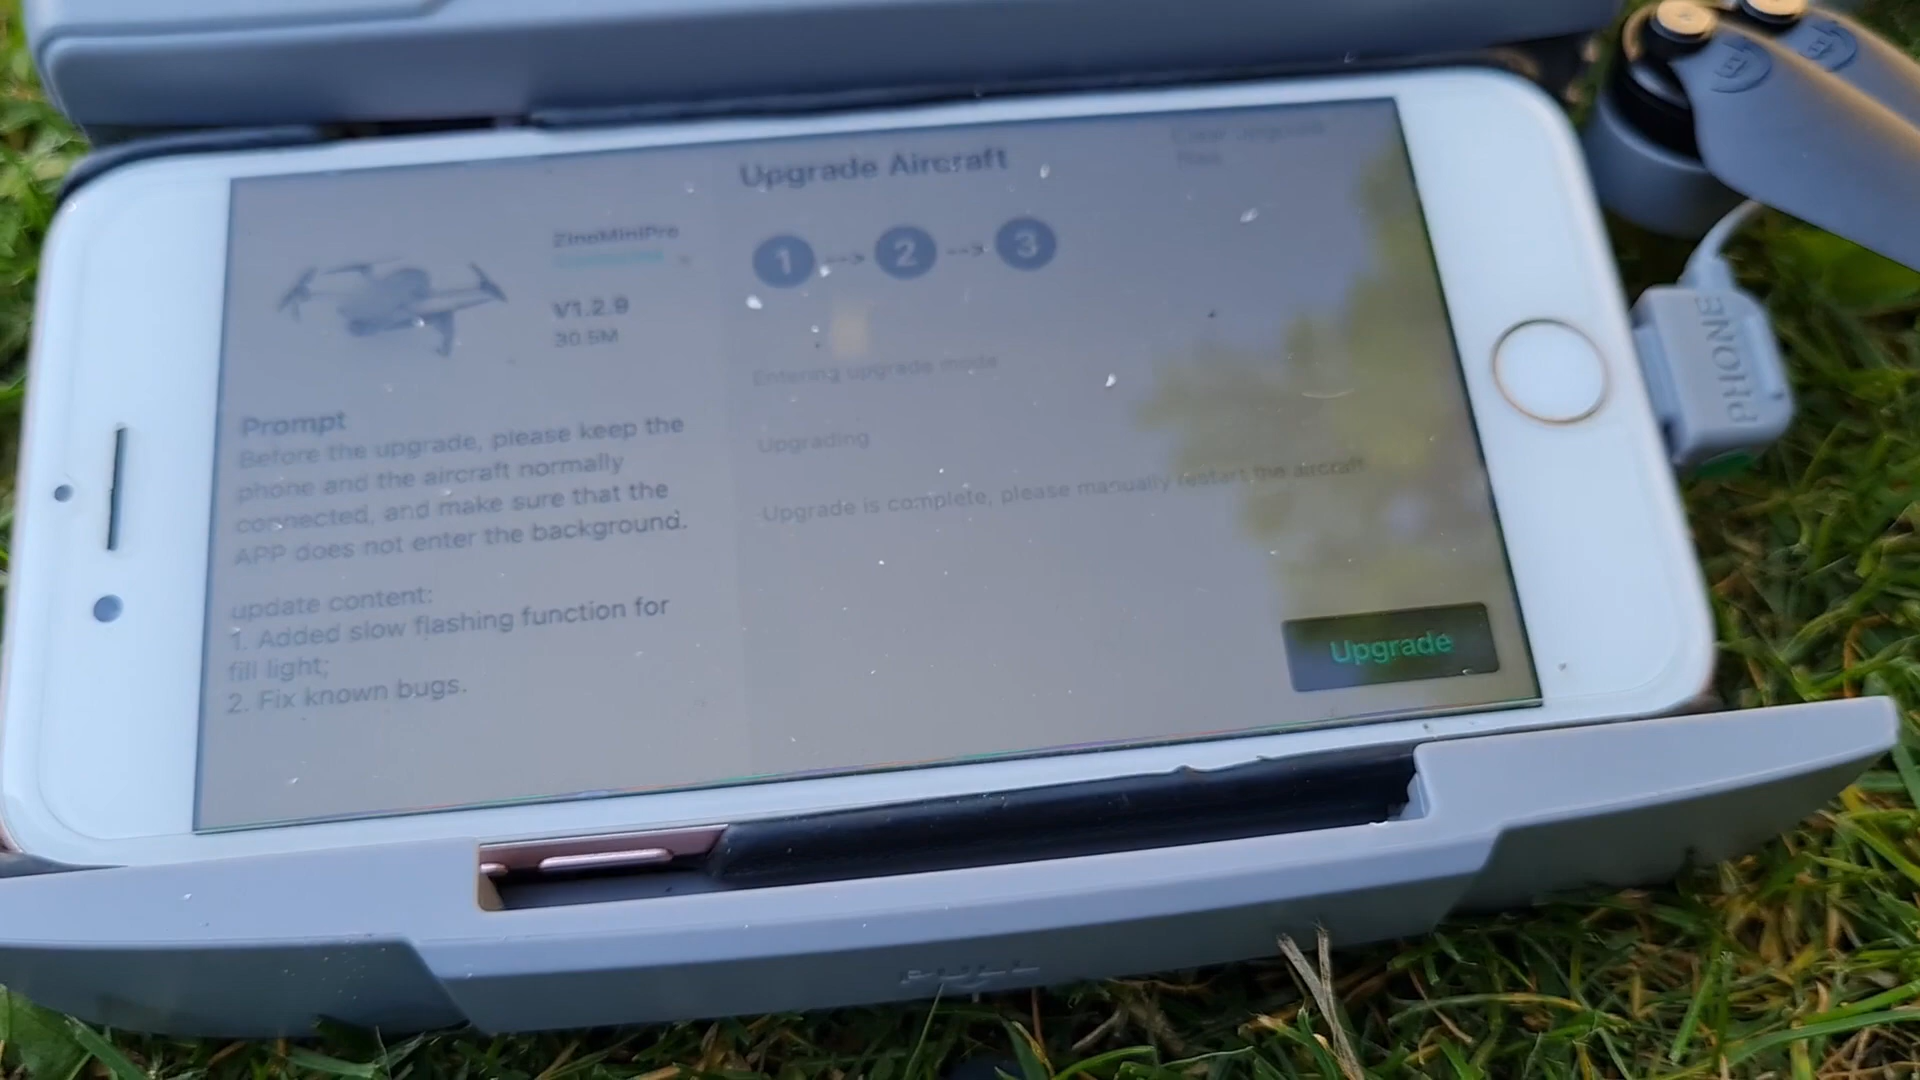 Upgrade Aircraft
ZinoMiniPro
V1.2.9
30.5M
1 --> 2 --> 3
Entering upgrade mode
Upgrading
Upgrade is complete, please manually restart the aircraft
Prompt
Before the upgrade, please keep the
phone and the aircraft normally
connected, and make sure that the
APP does not enter the background.
update content:
1. Added slow flashing function for
fill light;
2. Fix known bugs.
Upgrade
PHONE
PULL